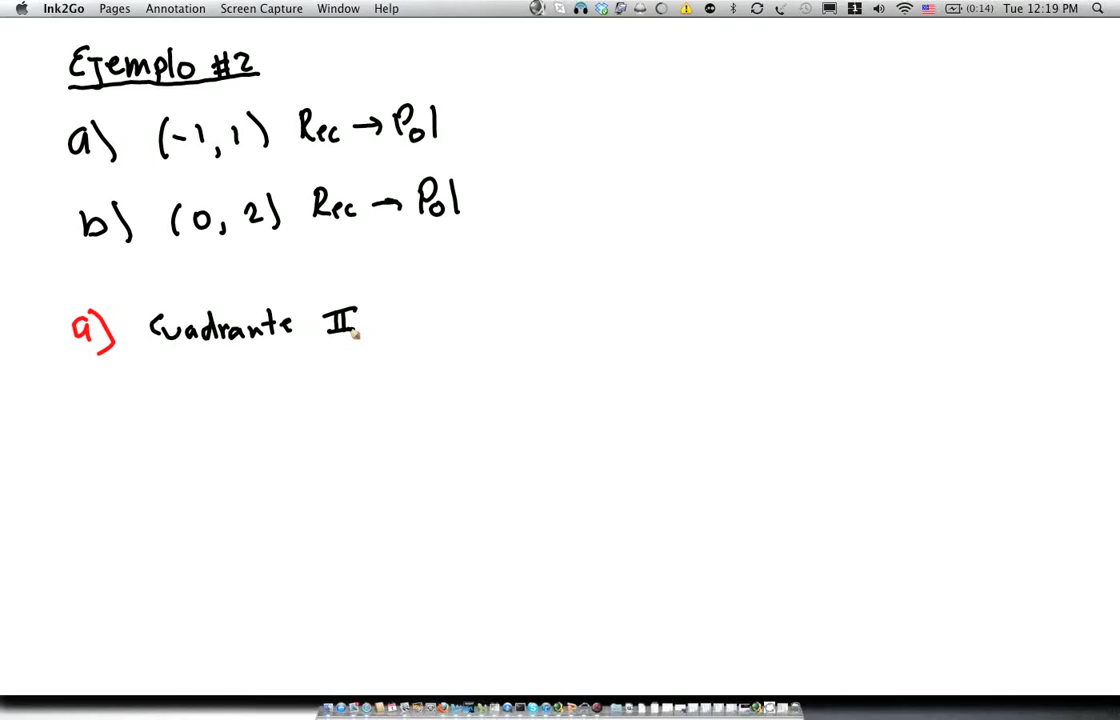 Ink2Go Pages Annotation Screen Capture Window Help (0:14) Tue 12:19 PM
Ejemplo #2
a) (-1, 1) Rec → Pol
b) (0, 2) Rec → Pol
a) Cuadrante II